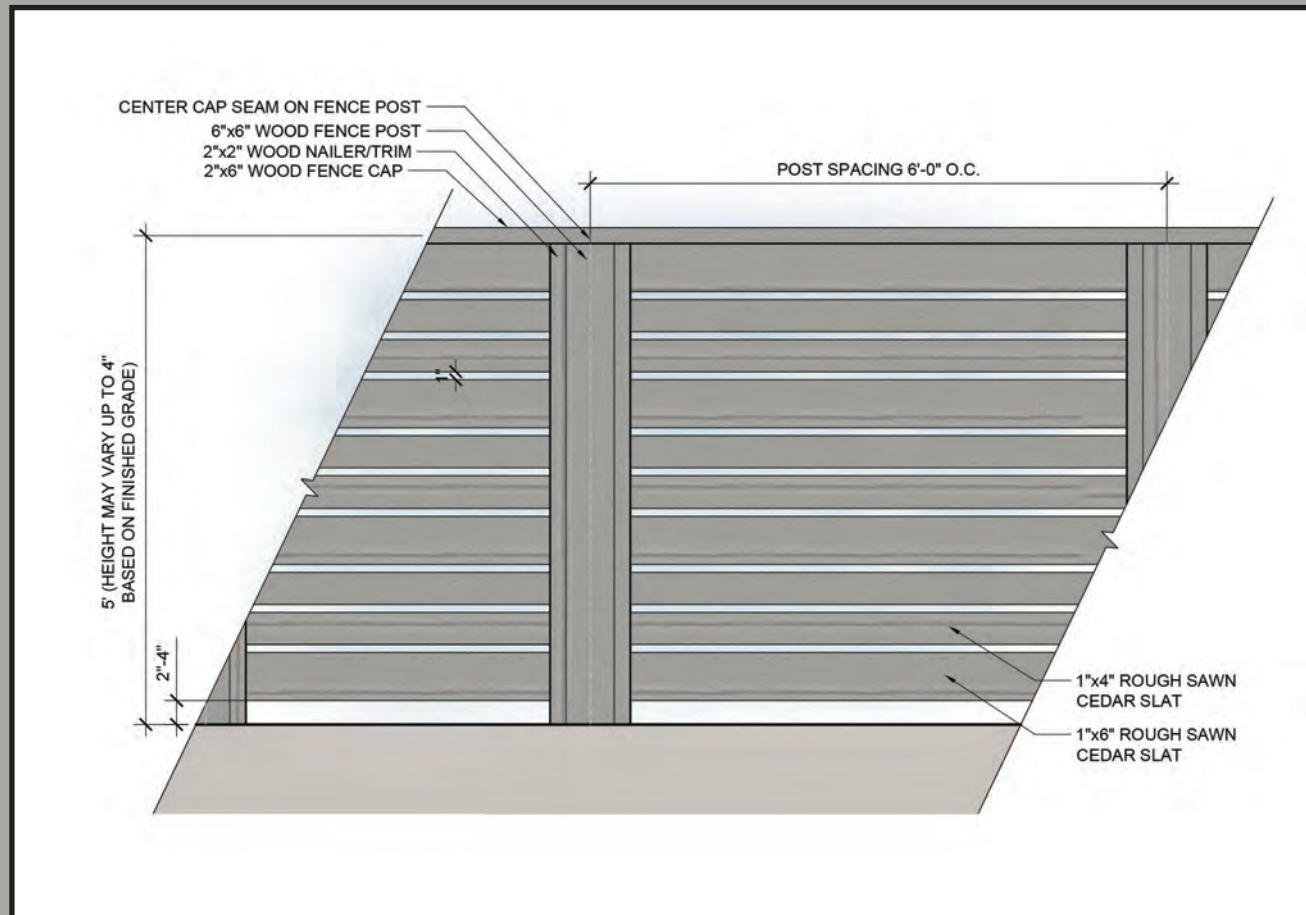 CENTER CAP SEAM ON FENCE POST
6"x6" WOOD FENCE POST
2"x2" WOOD NAILER/TRIM
2"x6" WOOD FENCE CAP
POST SPACING 6'-0" O.C.
5' (HEIGHT MAY VARY UP TO 4"
BASED ON FINISHED GRADE)
1"
2"-4"
1"x4" ROUGH SAWN
CEDAR SLAT
1"x6" ROUGH SAWN
CEDAR SLAT